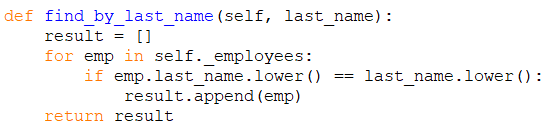 def find_by_last_name(self, last_name):
    result = []
    for emp in self._employees:
        if emp.last_name.lower() == last_name.lower():
            result.append(emp)
    return result